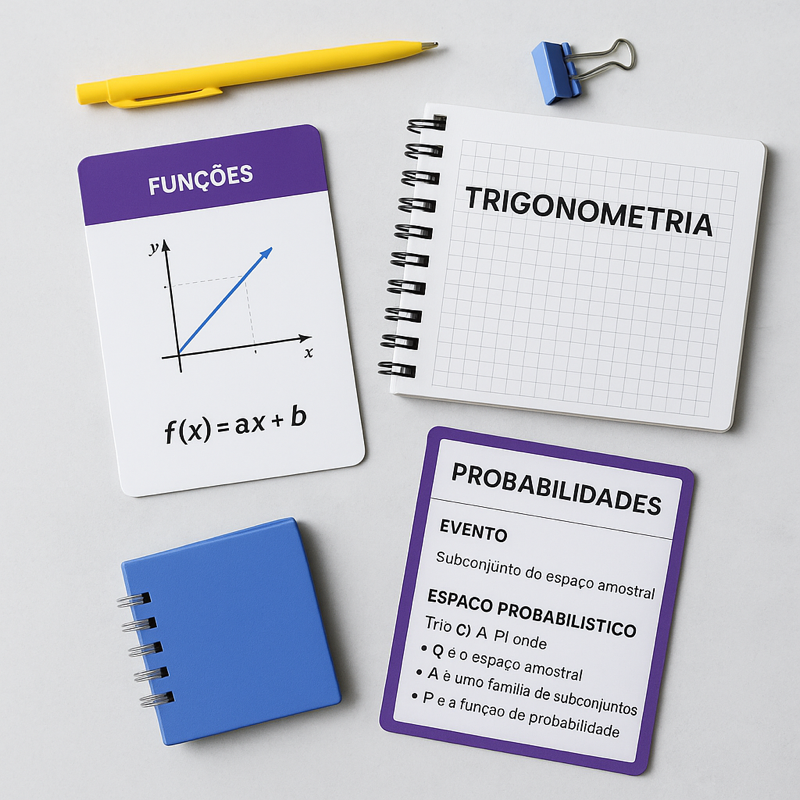 FUNÇÕES
y
x
f(x) = ax + b
TRIGONOMETRIA
PROBABILIDADES
EVENTO
Subconjünto do espaço amostral
ESPACO PROBABILISTICO
Trio C) A PI onde
• Q é o espaço amostral
• A è umo familia de subconjuntos
• P e a funçao de probabilidade